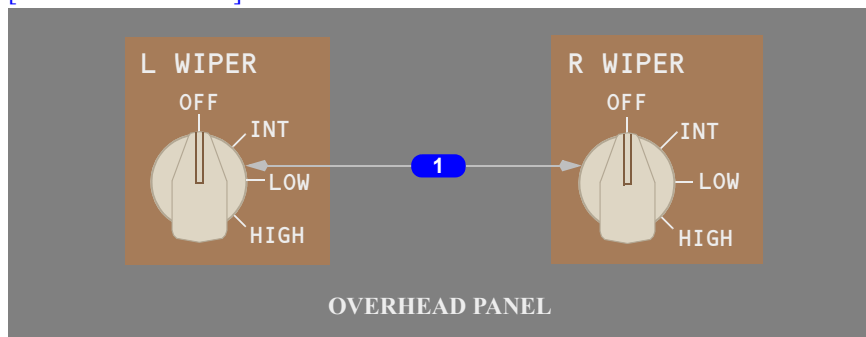 L WIPER
OFF
INT
LOW
HIGH
1
R WIPER
OFF
INT
LOW
HIGH
OVERHEAD PANEL